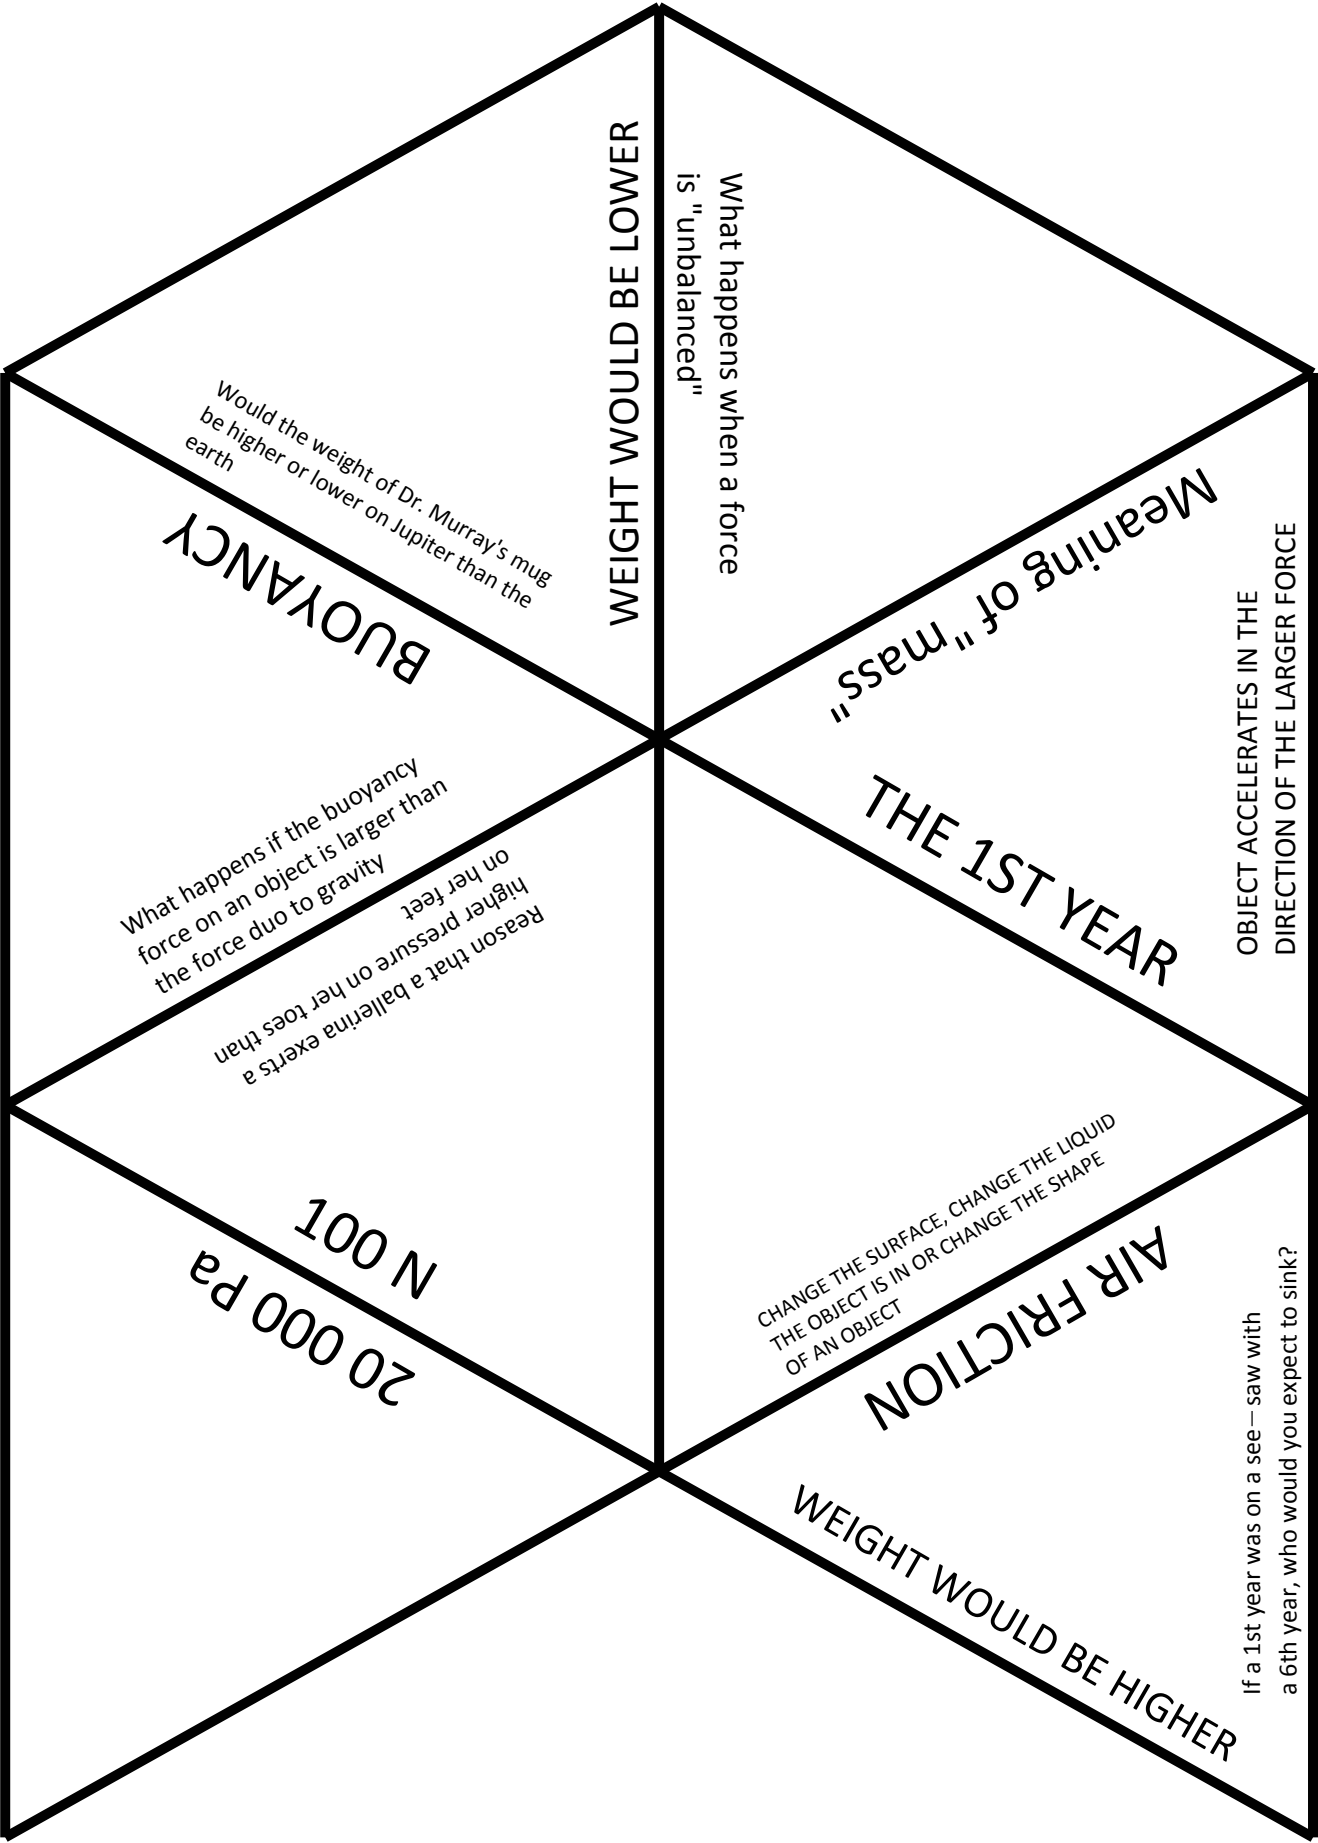 WEIGHT WOULD BE LOWER
What happens when a force
is "unbalanced"
Would the weight of Dr. Murray's mug
be higher or lower on Jupiter than the
earth
BUOYANCY
Meaning of "mass"
OBJECT ACCELERATES IN THE
DIRECTION OF THE LARGER FORCE
THE 1ST YEAR
What happens if the buoyancy
force on an object is larger than
the force duo to gravity
Reason that a ballerina exerts a
higher pressure on her toes than
on her feet
100 N
20 000 Pa
CHANGE THE SURFACE, CHANGE THE LIQUID
THE OBJECT IS IN OR CHANGE THE SHAPE
OF AN OBJECT
AIR FRICTION
If a 1st year was on a see—saw with
a 6th year, who would you expect to sink?
WEIGHT WOULD BE HIGHER